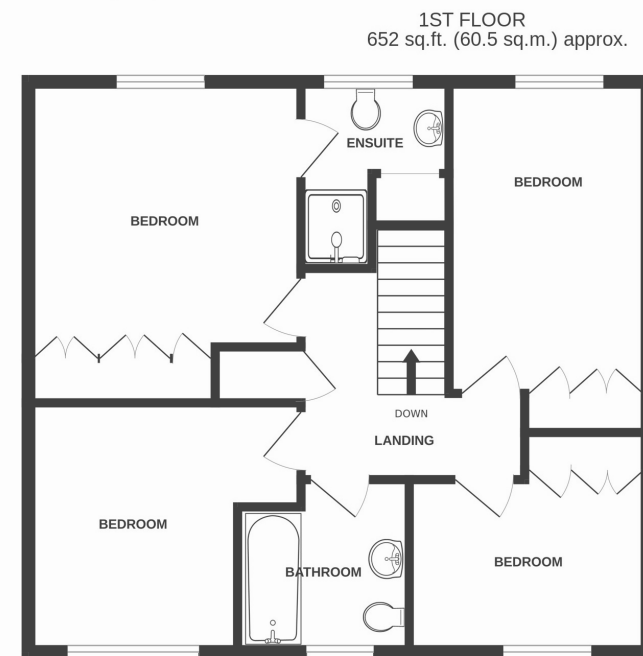 1ST FLOOR
652 sq.ft. (60.5 sq.m.) approx.
ENSUITE
BEDROOM
BEDROOM
DOWN
LANDING
BEDROOM
BEDROOM
BATHROOM